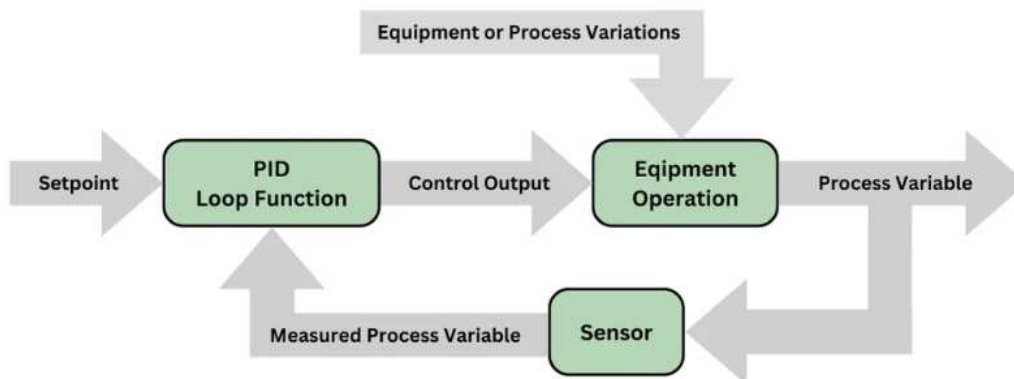 Equipment or Process Variations
Setpoint
PID
Loop Function
Control Output
Eqipment
Operation
Process Variable
Measured Process Variable
Sensor